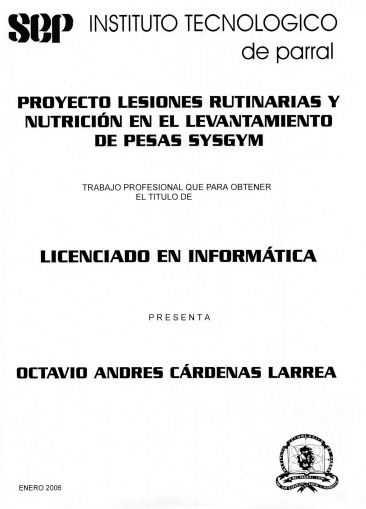 SEP INSTITUTO TECNOLOGICO
de parral
PROYECTO LESIONES RUTINARIAS Y
NUTRICIÓN EN EL LEVANTAMIENTO
DE PESAS SYSGYM
TRABAJO PROFESIONAL QUE PARA OBTENER
EL TITULO DE
LICENCIADO EN INFORMÁTICA
PRESENTA
OCTAVIO ANDRES CÁRDENAS LARREA
ENERO 2006